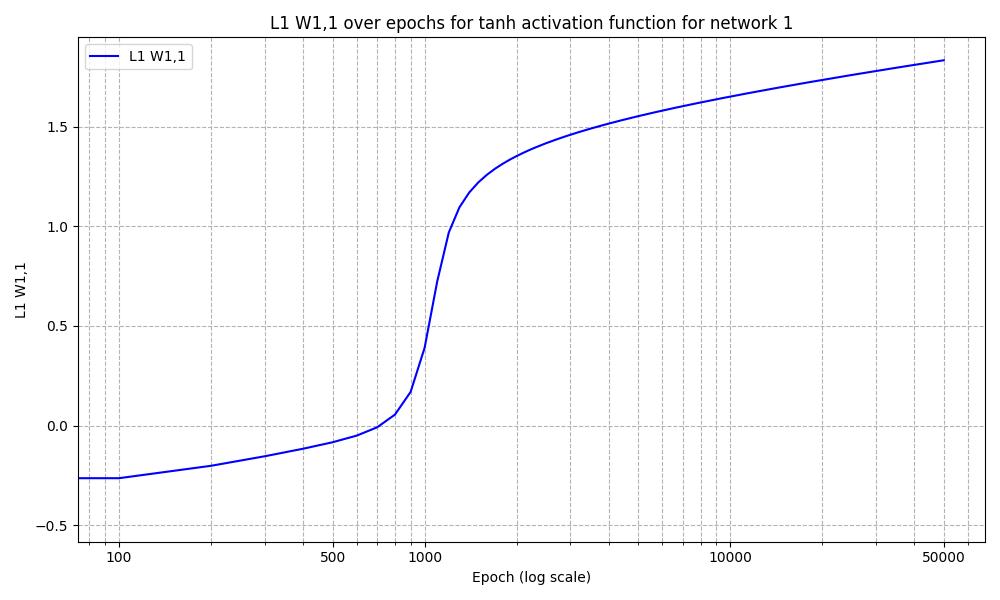 L1 W1,1 over epochs for tanh activation function for network 1
L1 W1,1
L1 W1,1
1.5
1.0
0.5
0.0
−0.5
100
500
1000
10000
50000
Epoch (log scale)